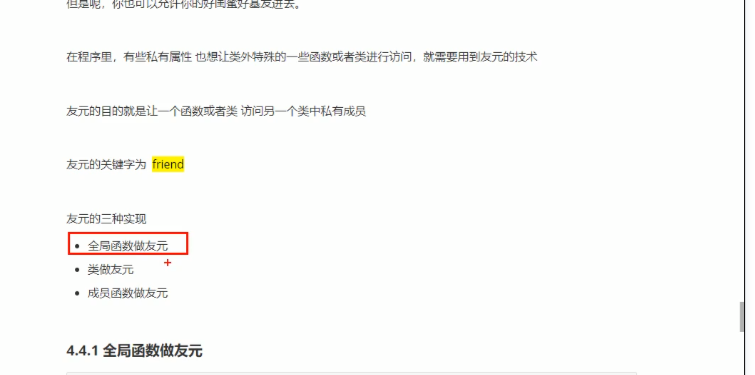 但是呢，你也可以允许你的好闺蜜好基友进去。
在程序里，有些私有属性 也想让类外特殊的一些函数或者类进行访问，就需要用到友元的技术
友元的目的就是让一个函数或者类 访问另一个类中私有成员
友元的关键字为 friend
友元的三种实现
全局函数做友元
类做友元
成员函数做友元
4.4.1 全局函数做友元